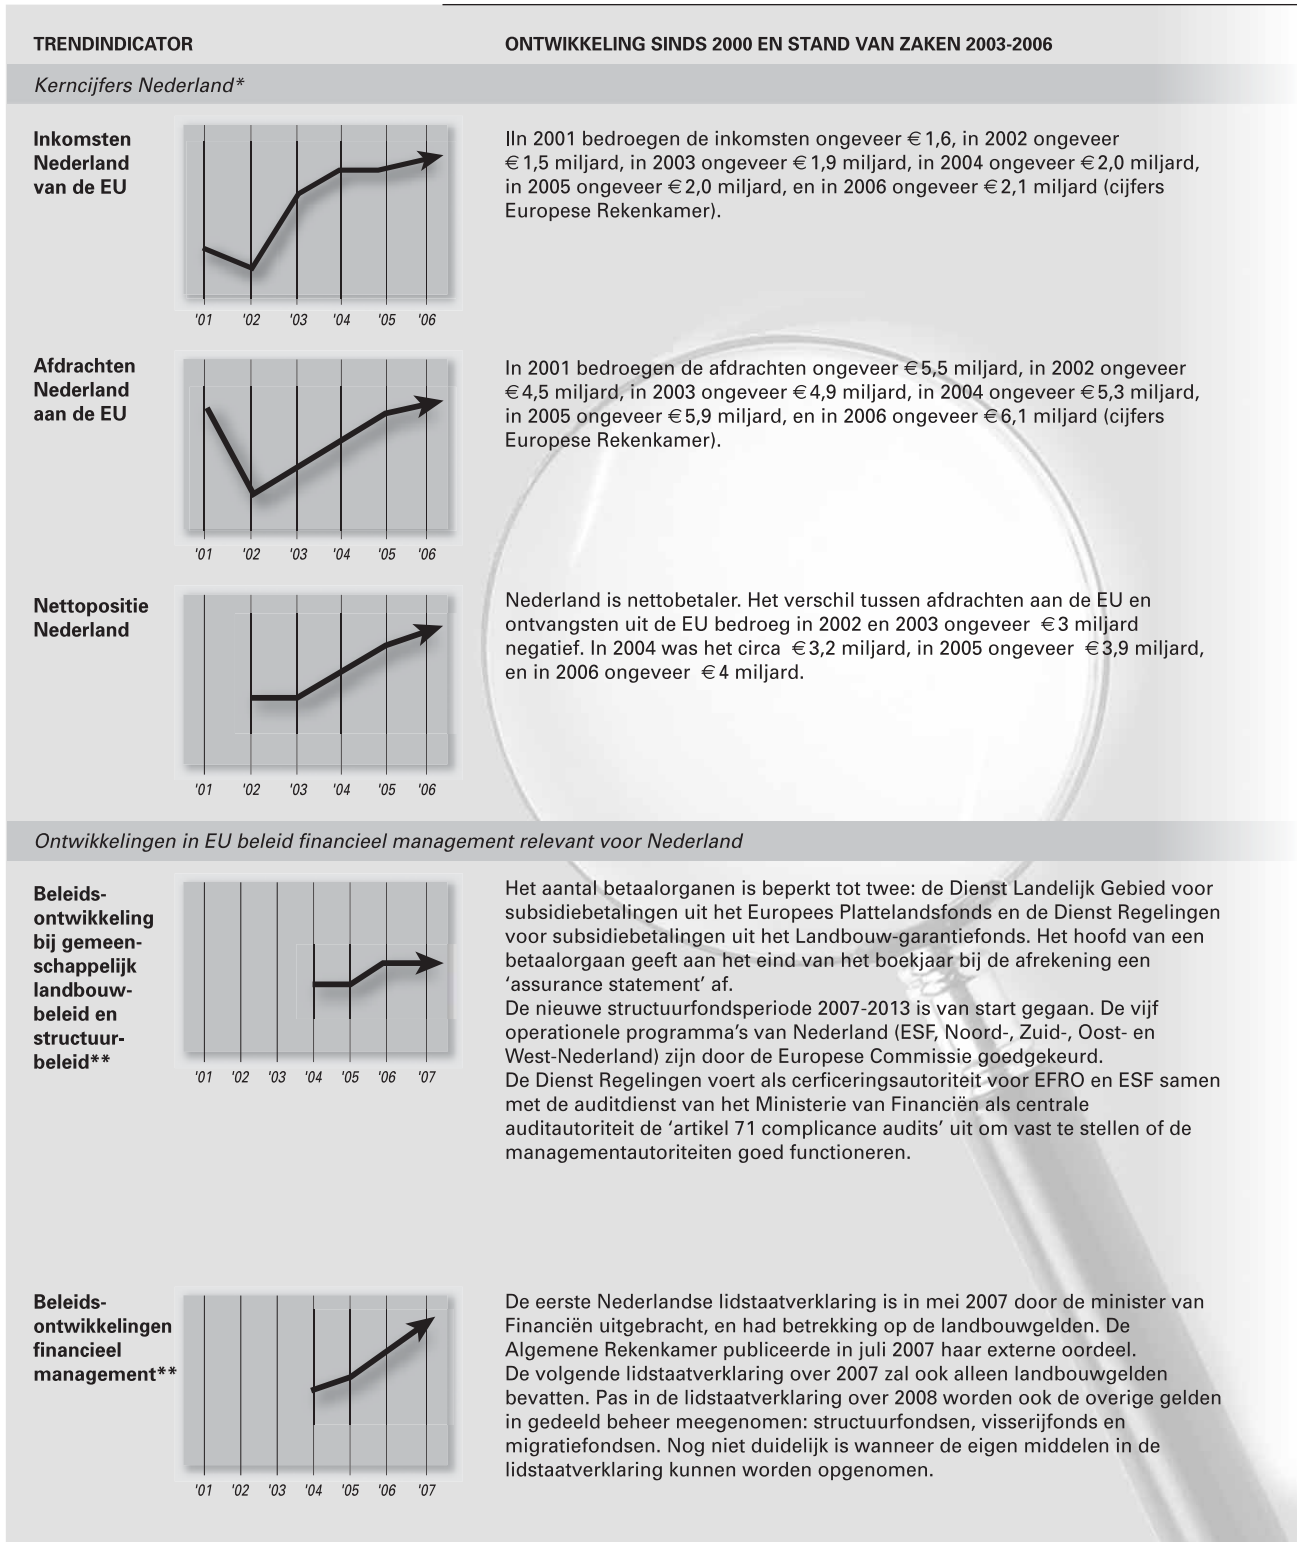 TRENDINDICATOR
ONTWIKKELING SINDS 2000 EN STAND VAN ZAKEN 2003-2006
Kerncijfers Nederland*
Inkomsten
Nederland
van de EU
'01 '02 '03 '04 '05 '06
IIn 2001 bedroegen de inkomsten ongeveer € 1,6, in 2002 ongeveer
€ 1,5 miljard, in 2003 ongeveer € 1,9 miljard, in 2004 ongeveer € 2,0 miljard,
in 2005 ongeveer € 2,0 miljard, en in 2006 ongeveer € 2,1 miljard (cijfers
Europese Rekenkamer).
Afdrachten
Nederland
aan de EU
'01 '02 '03 '04 '05 '06
In 2001 bedroegen de afdrachten ongeveer € 5,5 miljard, in 2002 ongeveer
€ 4,5 miljard, in 2003 ongeveer € 4,9 miljard, in 2004 ongeveer € 5,3 miljard,
in 2005 ongeveer € 5,9 miljard, en in 2006 ongeveer € 6,1 miljard (cijfers
Europese Rekenkamer).
Nettopositie
Nederland
'01 '02 '03 '04 '05 '06
Nederland is nettobetaler. Het verschil tussen afdrachten aan de EU en
ontvangsten uit de EU bedroeg in 2002 en 2003 ongeveer € 3 miljard
negatief. In 2004 was het circa € 3,2 miljard, in 2005 ongeveer € 3,9 miljard,
en in 2006 ongeveer € 4 miljard.
Ontwikkelingen in EU beleid financieel management relevant voor Nederland
Beleids-
ontwikkeling
bij gemeen-
schappelijk
landbouw-
beleid en
structuur-
beleid**
'01 '02 '03 '04 '05 '06 '07
Het aantal betaalorganen is beperkt tot twee: de Dienst Landelijk Gebied voor
subsidiebetalingen uit het Europees Plattelandsfonds en de Dienst Regelingen
voor subsidiebetalingen uit het Landbouw-garantiefonds. Het hoofd van een
betaalorgaan geeft aan het eind van het boekjaar bij de afrekening een
‘assurance statement’ af.
De nieuwe structuurfondsperiode 2007-2013 is van start gegaan. De vijf
operationele programma’s van Nederland (ESF, Noord-, Zuid-, Oost- en
West-Nederland) zijn door de Europese Commissie goedgekeurd.
De Dienst Regelingen voert als cerficeringsautoriteit voor EFRO en ESF samen
met de auditdienst van het Ministerie van Financiën als centrale
auditautoriteit de ‘artikel 71 complicance audits’ uit om vast te stellen of de
managementautoriteiten goed functioneren.
Beleids-
ontwikkelingen
financieel
management**
'01 '02 '03 '04 '05 '06 '07
De eerste Nederlandse lidstaatverklaring is in mei 2007 door de minister van
Financiën uitgebracht, en had betrekking op de landbouwgelden. De
Algemene Rekenkamer publiceerde in juli 2007 haar externe oordeel.
De volgende lidstaatverklaring over 2007 zal ook alleen landbouwgelden
bevatten. Pas in de lidstaatverklaring over 2008 worden ook de overige gelden
in gedeeld beheer meegenomen: structuurfondsen, visserijfonds en
migratiefondsen. Nog niet duidelijk is wanneer de eigen middelen in de
lidstaatverklaring kunnen worden opgenomen.